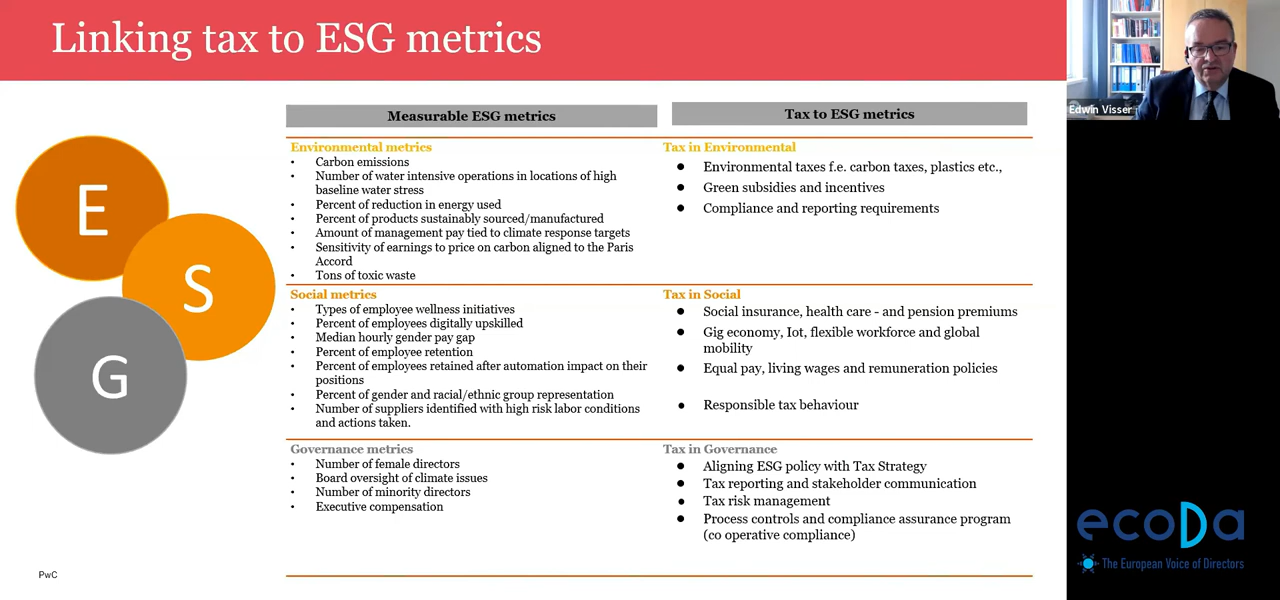 Linking tax to ESG metrics
Edwin Visser
E
S
G
Measurable ESG metrics
Environmental metrics
• Carbon emissions
• Number of water intensive operations in locations of high
baseline water stress
• Percent of reduction in energy used
• Percent of products sustainably sourced/manufactured
• Amount of management pay tied to climate response targets
• Sensitivity of earnings to price on carbon aligned to the Paris
Accord
• Tons of toxic waste
Social metrics
• Types of employee wellness initiatives
• Percent of employees digitally upskilled
• Median hourly gender pay gap
• Percent of employee retention
• Percent of employees retained after automation impact on their
positions
• Percent of gender and racial/ethnic group representation
• Number of suppliers identified with high risk labor conditions
and actions taken.
Governance metrics
• Number of female directors
• Board oversight of climate issues
• Number of minority directors
• Executive compensation
Tax to ESG metrics
Tax in Environmental
● Environmental taxes f.e. carbon taxes, plastics etc.,
● Green subsidies and incentives
● Compliance and reporting requirements
Tax in Social
● Social insurance, health care - and pension premiums
● Gig economy, Iot, flexible workforce and global
mobility
● Equal pay, living wages and remuneration policies
● Responsible tax behaviour
Tax in Governance
● Aligning ESG policy with Tax Strategy
● Tax reporting and stakeholder communication
● Tax risk management
● Process controls and compliance assurance program
(co operative compliance)
PwC
ecoDa
The European Voice of Directors